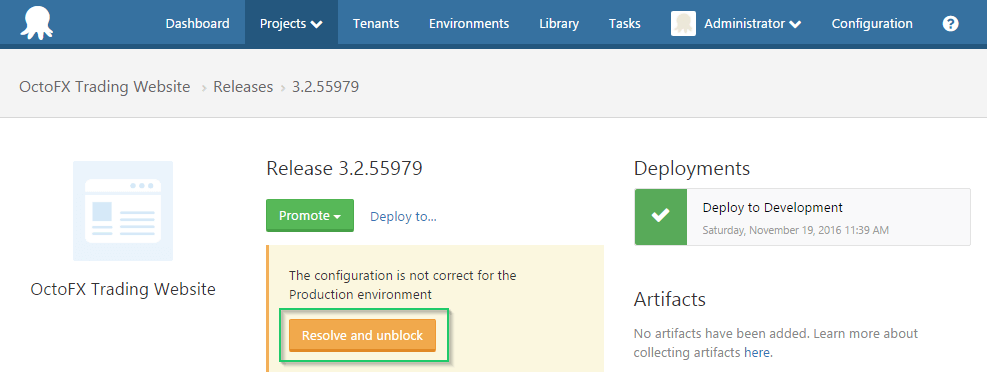 Dashboard Projects Tenants Environments Library Tasks Administrator Configuration ?
OctoFX Trading Website › Releases › 3.2.55979
OctoFX Trading Website
Release 3.2.55979
Promote Deploy to...
The configuration is not correct for the
Production environment
Resolve and unblock
Deployments
Deploy to Development
Saturday, November 19, 2016 11:39 AM
Artifacts
No artifacts have been added. Learn more about
collecting artifacts here.